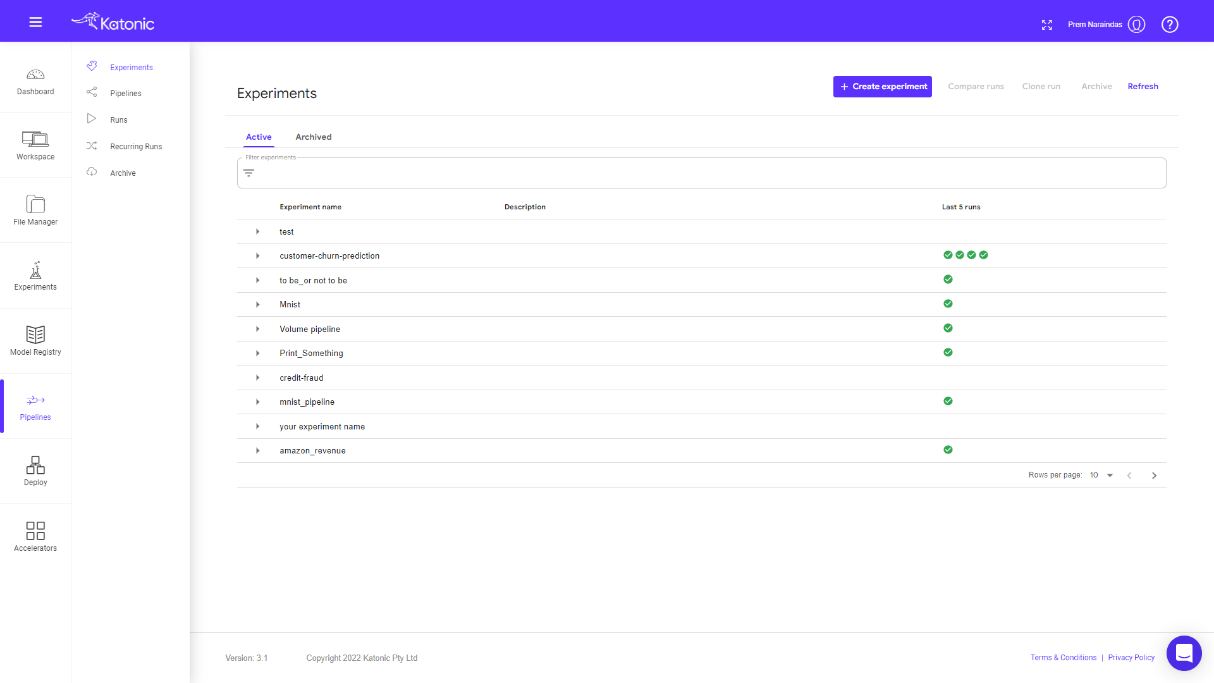 Katonic
Prem Naraindas
Dashboard
Workspace
File Manager
Experiments
Model Registry
Pipelines
Deploy
Accelerators
Experiments
Pipelines
Runs
Recurring Runs
Archive
Experiments
+ Create experiment
Compare runs
Clone run
Archive
Refresh
Active
Archived
Filter experiments
Experiment name
Description
Last 5 runs
test
customer-churn-prediction
to be_or not to be
Mnist
Volume pipeline
Print_Something
credit-fraud
mnist_pipeline
your experiment name
amazon_revenue
Rows per page: 10
Version: 3.1
Copyright 2022 Katonic Pty Ltd
Terms & Conditions | Privacy Policy